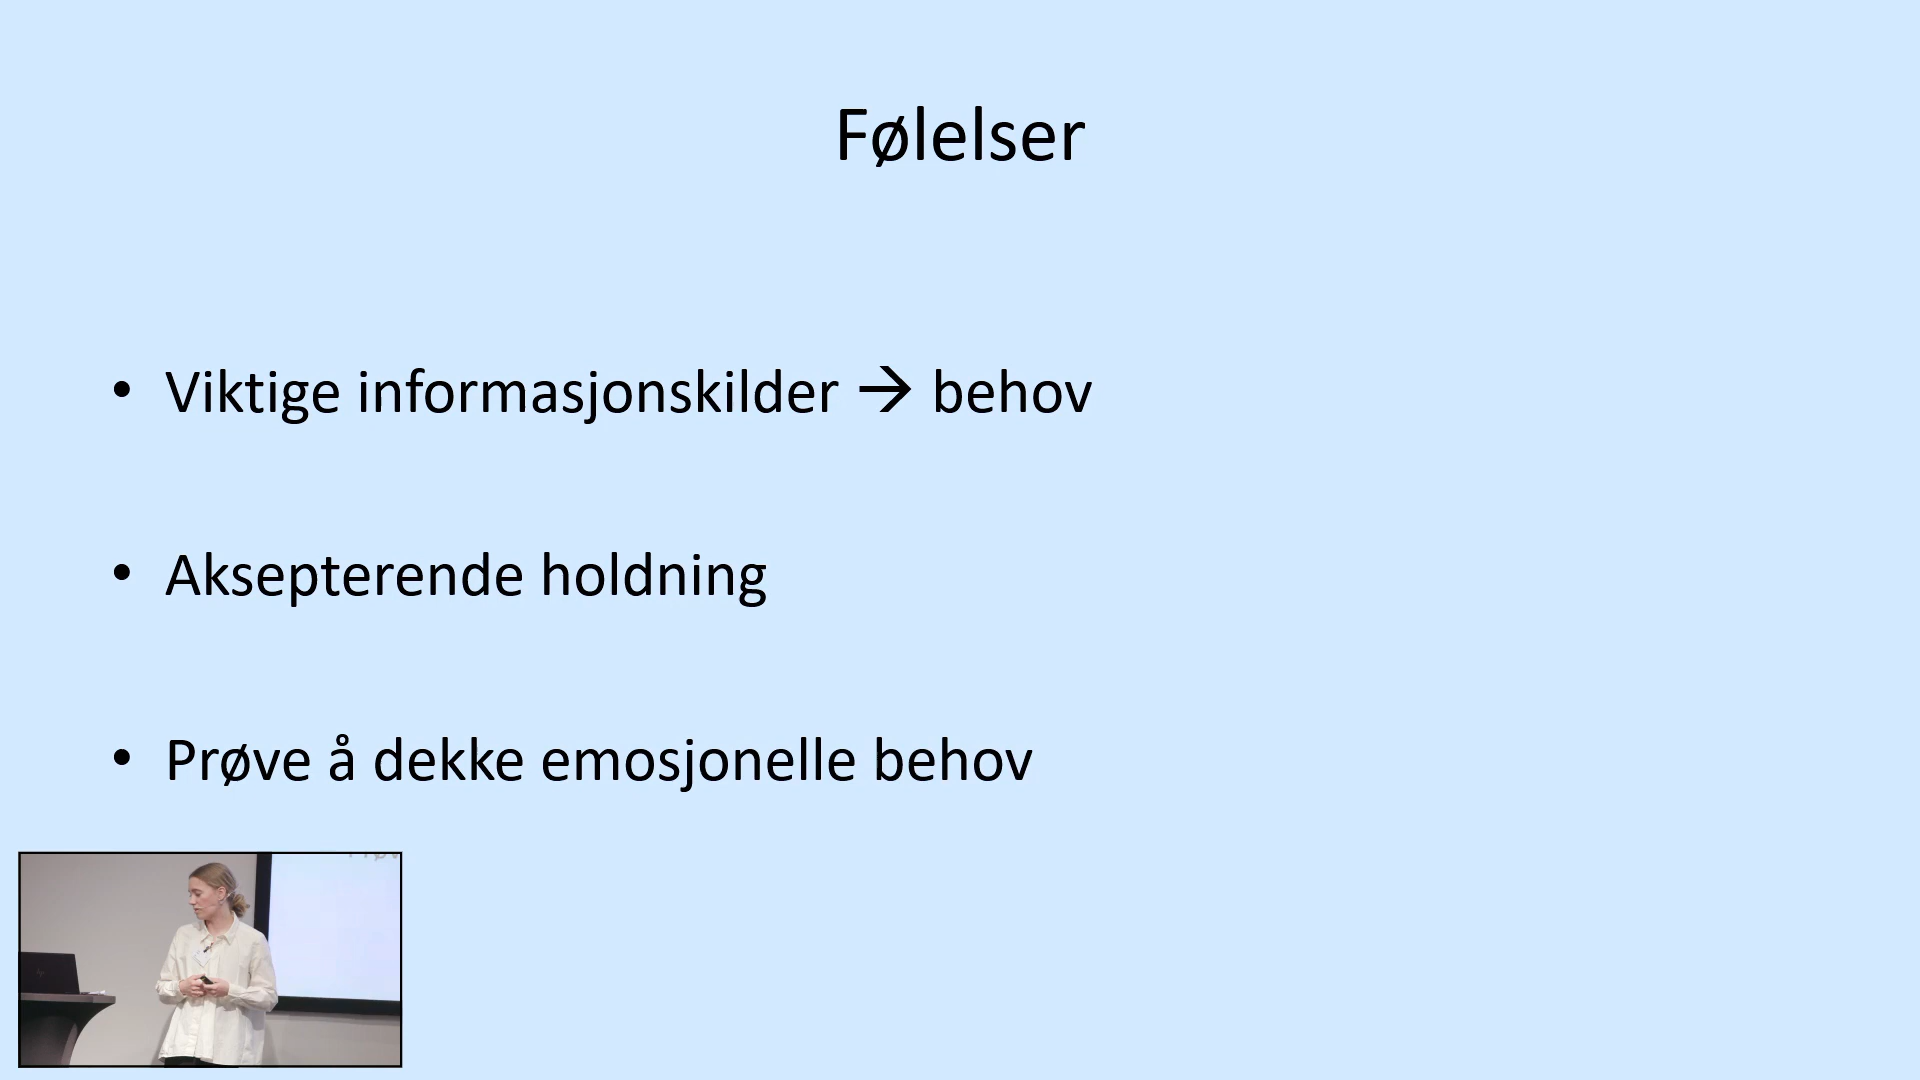 Følelser
• Viktige informasjonskilder → behov
• Aksepterende holdning
• Prøve å dekke emosjonelle behov